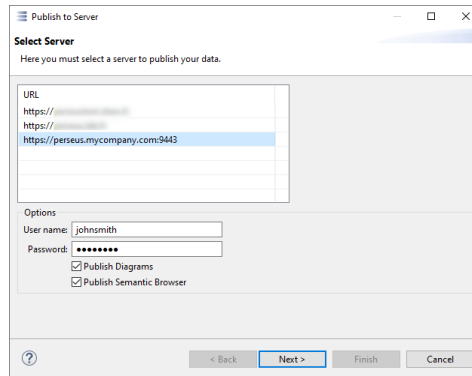 Publish to Server
Select Server
Here you must select a server to publish your data.
URL
https://
https://
https://perseus.mycompany.com:9443
Options
User name: johnsmith
Password: ●●●●●●●●
Publish Diagrams
Publish Semantic Browser
? < Back Next > Finish Cancel